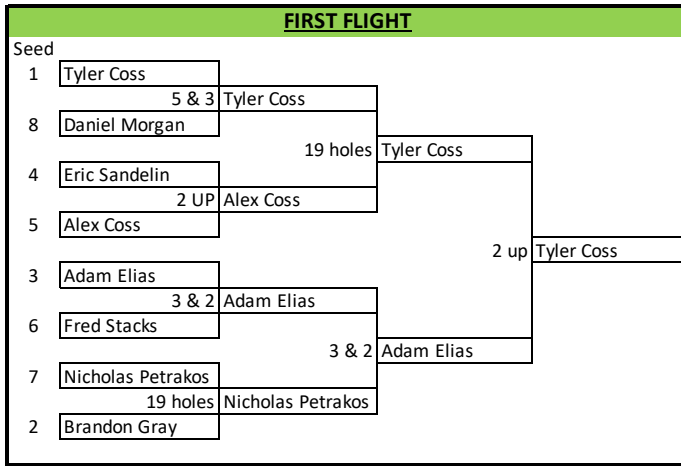 FIRST FLIGHT
Seed
1 Tyler Coss
5 & 3 Tyler Coss
8 Daniel Morgan
19 holes Tyler Coss
4 Eric Sandelin
2 UP Alex Coss
5 Alex Coss
2 up Tyler Coss
3 Adam Elias
3 & 2 Adam Elias
6 Fred Stacks
3 & 2 Adam Elias
7 Nicholas Petrakos
19 holes Nicholas Petrakos
2 Brandon Gray